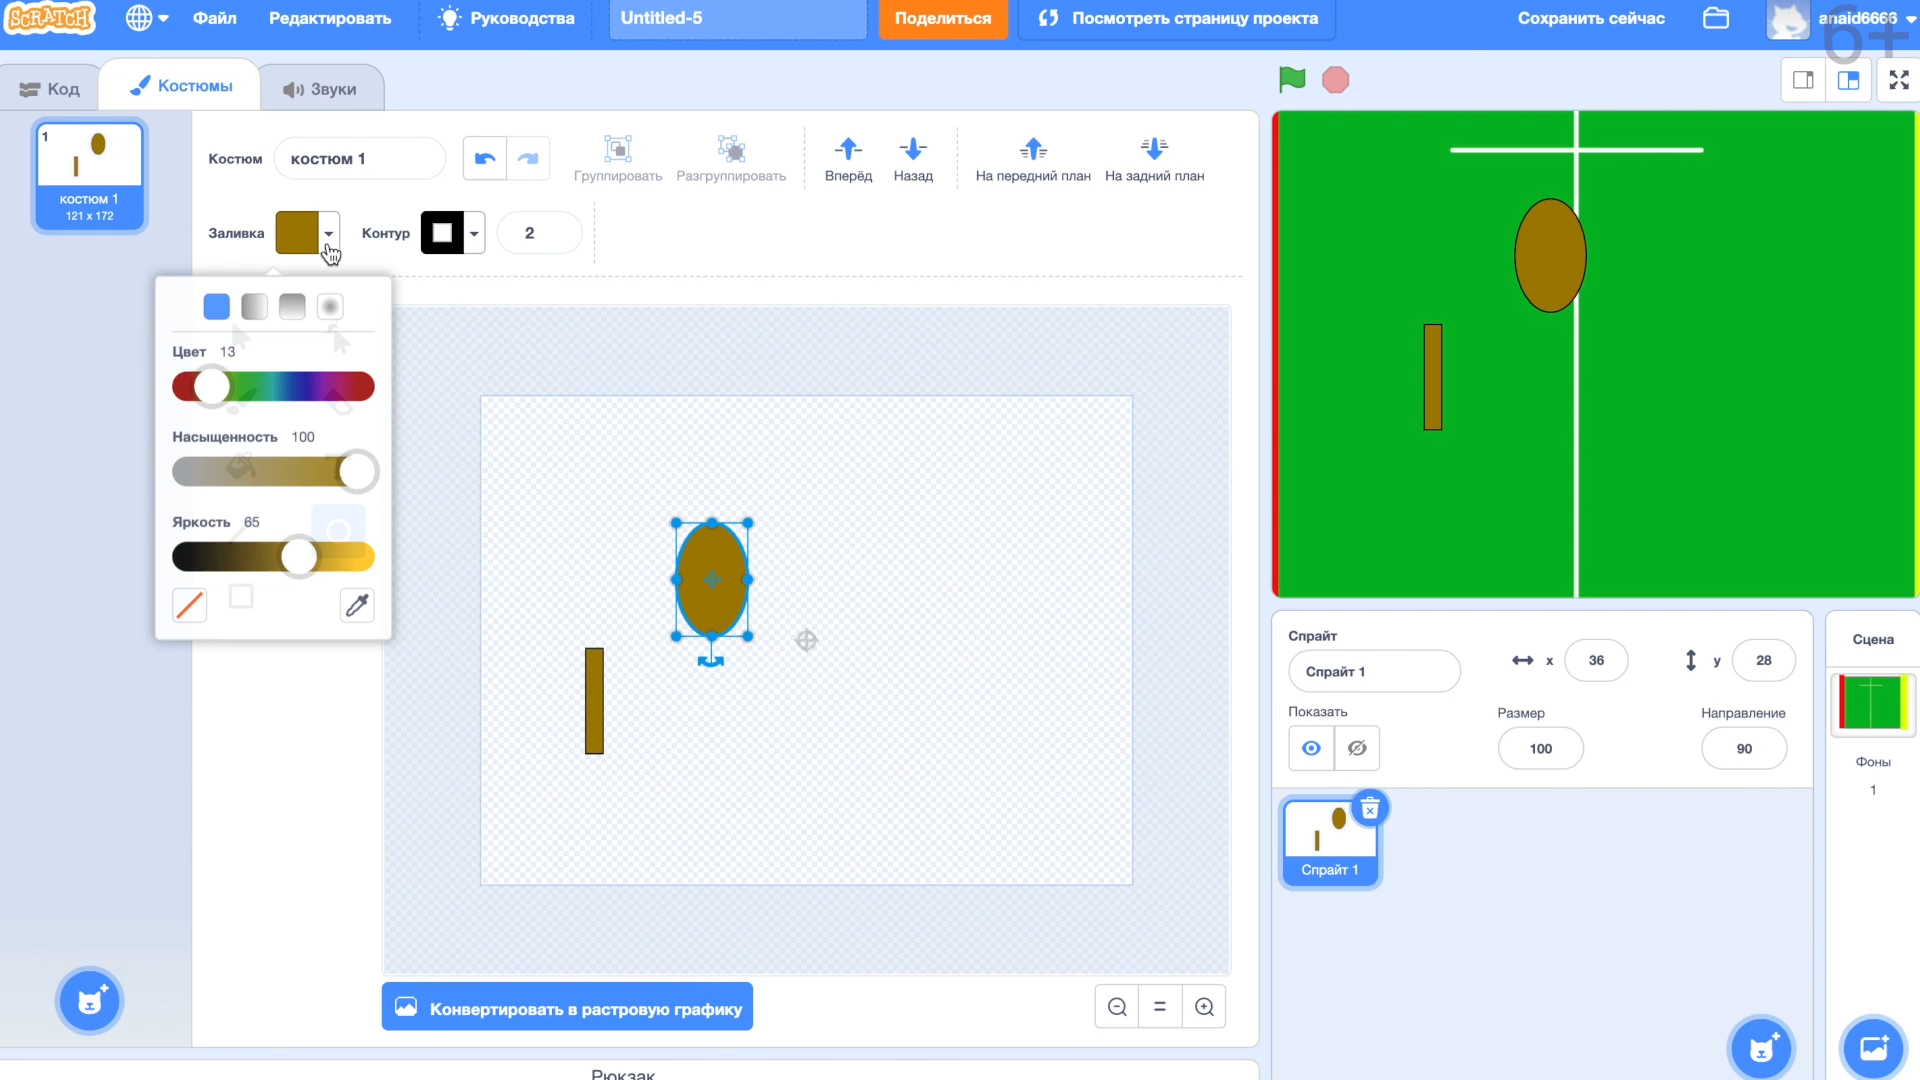 SCRATCH
Файл
Редактировать
Руководства
Untitled-5
Поделиться
Посмотреть страницу проекта
Сохранить сейчас
anaid6666
6+
Код
Костюмы
Звуки
1
костюм 1
121 x 172
Костюм
костюм 1
Группировать
Разгруппировать
Вперёд
Назад
На передний план
На задний план
Заливка
Контур
2
Цвет 13
Насыщенность 100
Яркость 65
Конвертировать в растровую графику
Рюкзак
Спрайт
Спрайт 1
x
36
y
28
Показать
Размер
100
Направление
90
Спрайт 1
Сцена
Фоны
1